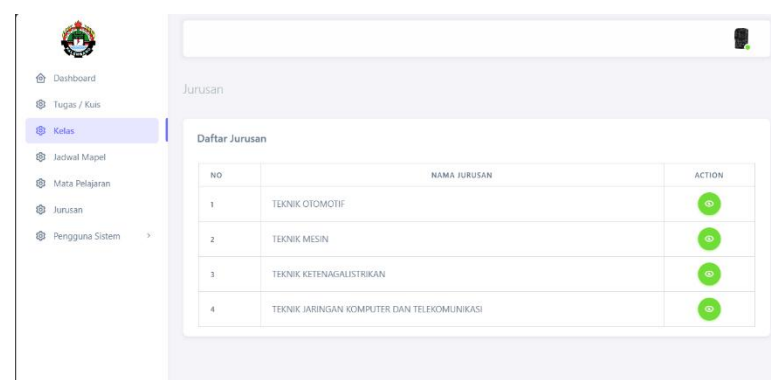 Dashboard
Tugas / Kuis
Kelas
Jadwal Mapel
Mata Pelajaran
Jurusan
Pengguna Sistem
Jurusan
Daftar Jurusan
NO NAMA JURUSAN ACTION
1 TEKNIK OTOMOTIF
2 TEKNIK MESIN
3 TEKNIK KETENAGALISTRIKAN
4 TEKNIK JARINGAN KOMPUTER DAN TELEKOMUNIKASI